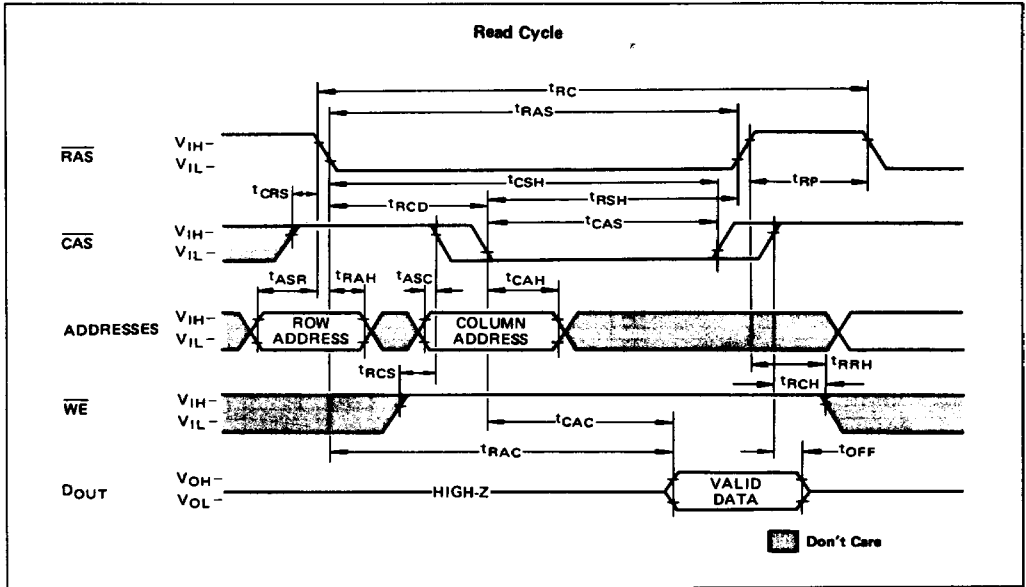 Read Cycle
tRC
tRAS
RAS
VIH–
VIL–
tCSH
tRP
tCRS
tRCD
tRSH
CAS
VIH–
VIL–
tCAS
tASR
tRAH
tASC
tCAH
ADDRESSES
VIH–
VIL–
ROW
ADDRESS
COLUMN
ADDRESS
tRCS
tRRH
tRCH
WE
VIH–
VIL–
tCAC
tRAC
tOFF
DOUT
VOH–
VOL–
HIGH-Z
VALID
DATA
Don't Care